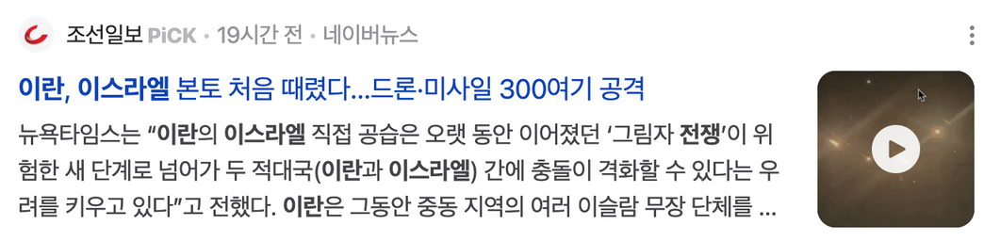 조선일보 PiCK · 19시간 전 · 네이버뉴스
이란, 이스라엘 본토 처음 때렸다...드론·미사일 300여기 공격
뉴욕타임스는 “이란의 이스라엘 직접 공습은 오랫 동안 이어졌던 ‘그림자 전쟁’이 위
험한 새 단계로 넘어가 두 적대국(이란과 이스라엘) 간에 충돌이 격화할 수 있다는 우
려를 키우고 있다”고 전했다. 이란은 그동안 중동 지역의 여러 이슬람 무장 단체를 ...